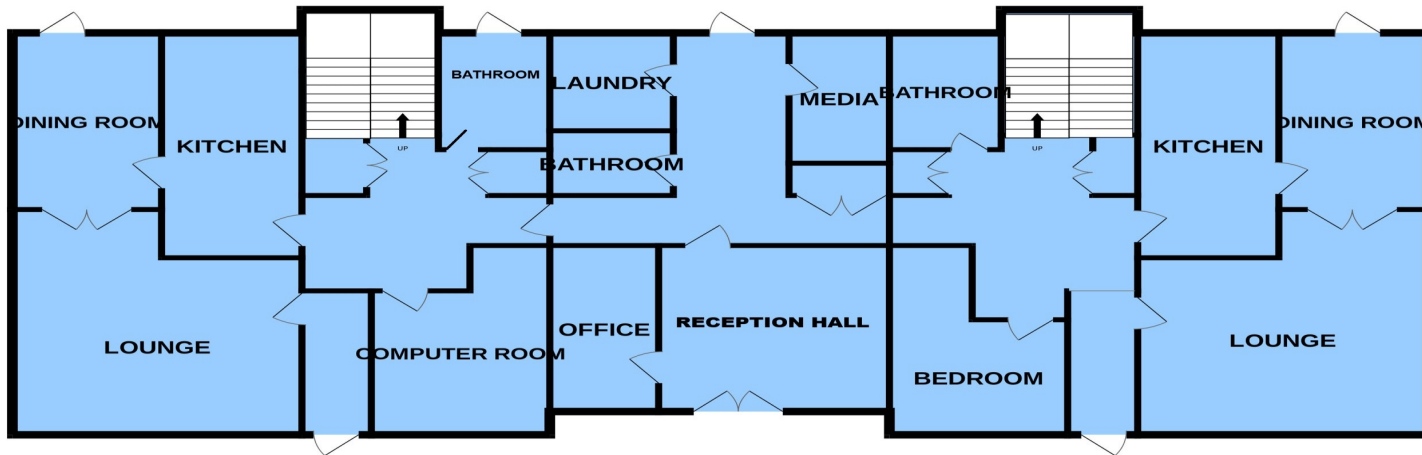 DINING ROOM
KITCHEN
UP
BATHROOM
LAUNDRY
BATHROOM
MEDIA
BATHROOM
UP
KITCHEN
DINING ROOM
LOUNGE
COMPUTER ROOM
OFFICE
RECEPTION HALL
BEDROOM
LOUNGE